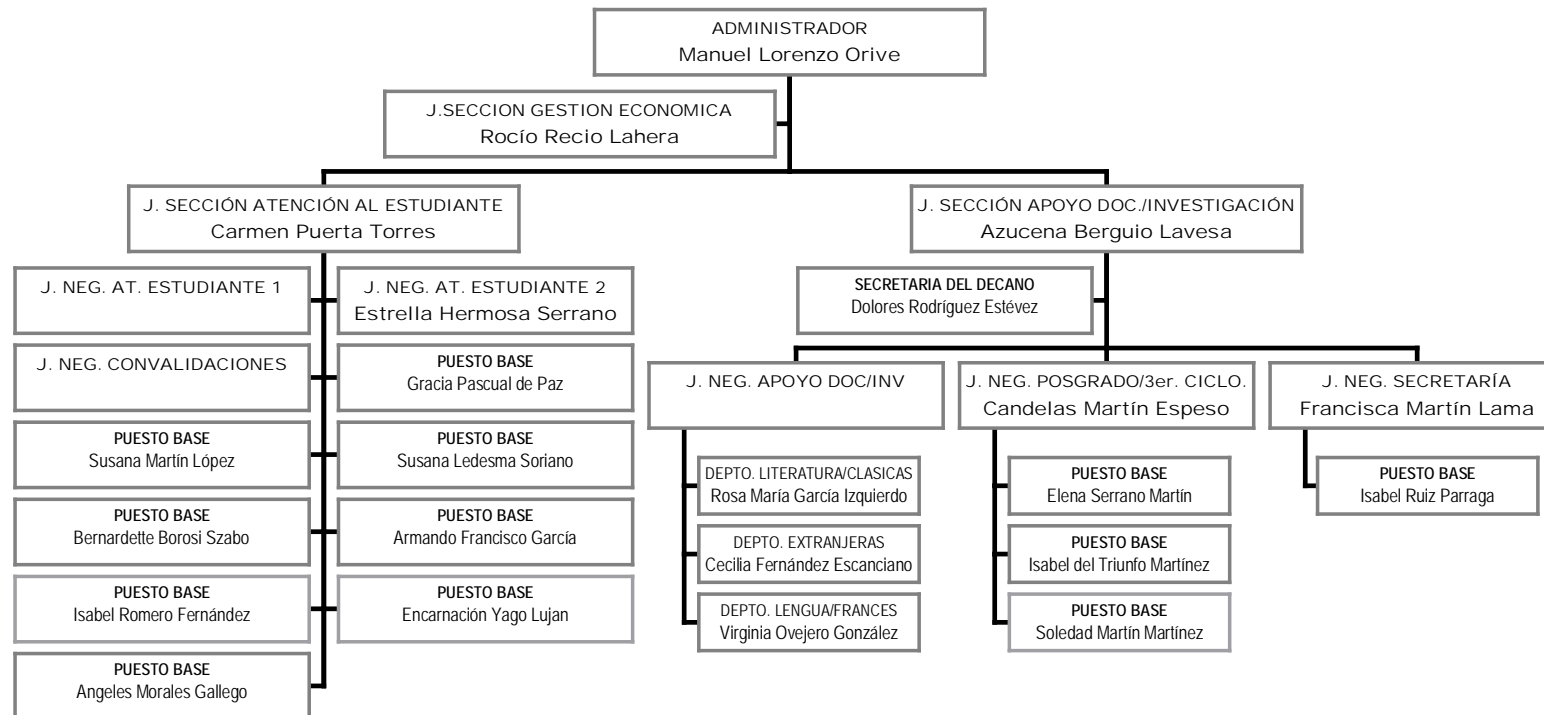 ADMINISTRADOR
Manuel Lorenzo Orive
J.SECCION GESTION ECONOMICA
Rocío Recio Lahera
J. SECCIÓN ATENCIÓN AL ESTUDIANTE
Carmen Puerta Torres
J. SECCIÓN APOYO DOC./INVESTIGACIÓN
Azucena Berguio Lavesa
J. NEG. AT. ESTUDIANTE 1
J. NEG. AT. ESTUDIANTE 2
Estrella Hermosa Serrano
J. NEG. CONVALIDACIONES
PUESTO BASE
Gracia Pascual de Paz
PUESTO BASE
Susana Martín López
PUESTO BASE
Susana Ledesma Soriano
PUESTO BASE
Bernardette Borosi Szabo
PUESTO BASE
Armando Francisco García
PUESTO BASE
Isabel Romero Fernández
PUESTO BASE
Encarnación Yago Lujan
PUESTO BASE
Angeles Morales Gallego
SECRETARIA DEL DECANO
Dolores Rodríguez Estévez
J. NEG. APOYO DOC/INV
J. NEG. POSGRADO/3er. CICLO.
Candelas Martín Espeso
J. NEG. SECRETARÍA
Francisca Martín Lama
DEPTO. LITERATURA/CLASICAS
Rosa María García Izquierdo
DEPTO. EXTRANJERAS
Cecilia Fernández Escanciano
DEPTO. LENGUA/FRANCES
Virginia Ovejero González
PUESTO BASE
Elena Serrano Martín
PUESTO BASE
Isabel del Triunfo Martínez
PUESTO BASE
Soledad Martín Martínez
PUESTO BASE
Isabel Ruiz Parraga